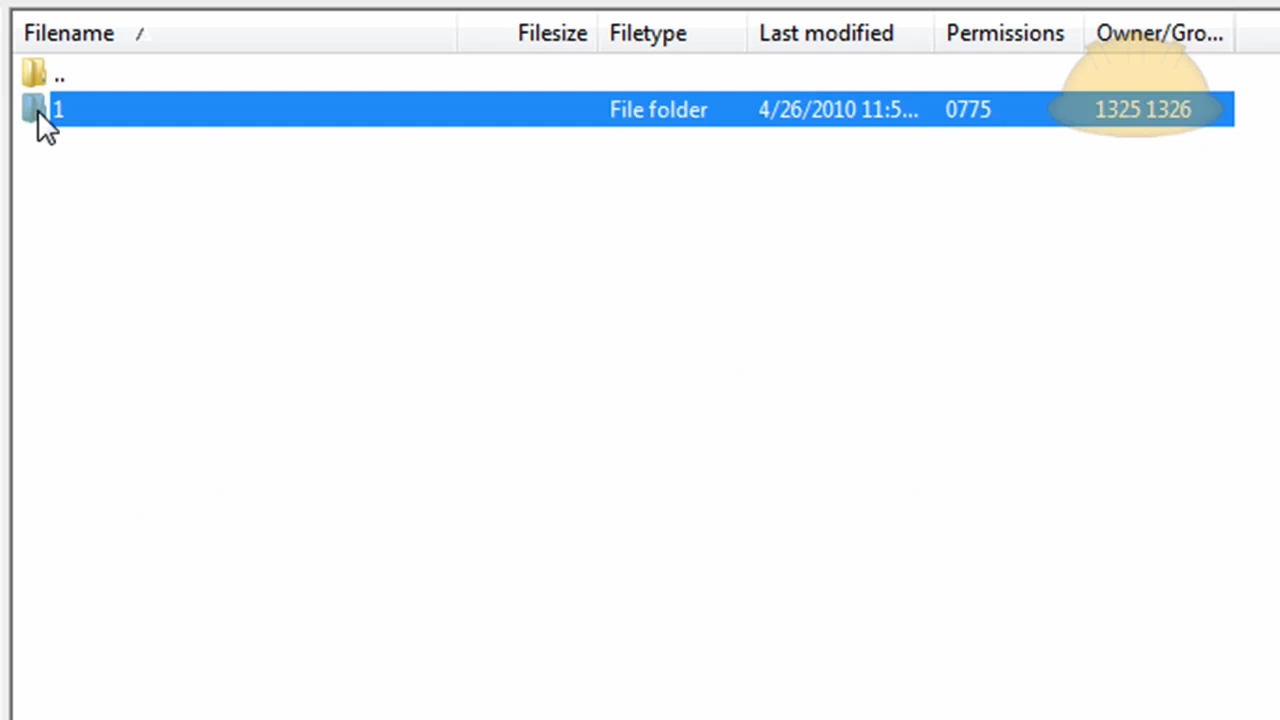 Filename / Filesize Filetype Last modified Permissions Owner/Gro...
..
1 File folder 4/26/2010 11:5... 0775 1325 1326